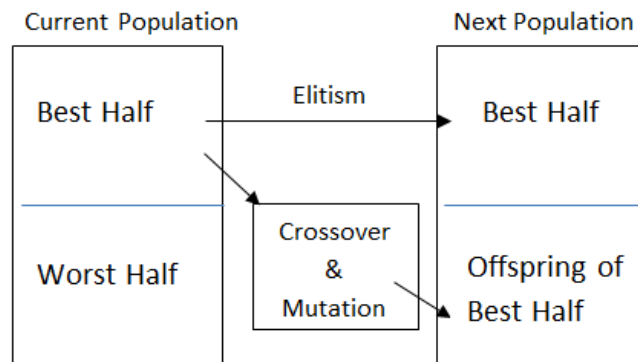 Current Population
Next Population
Best Half
Elitism
Best Half
Crossover
&
Mutation
Worst Half
Offspring of
Best Half